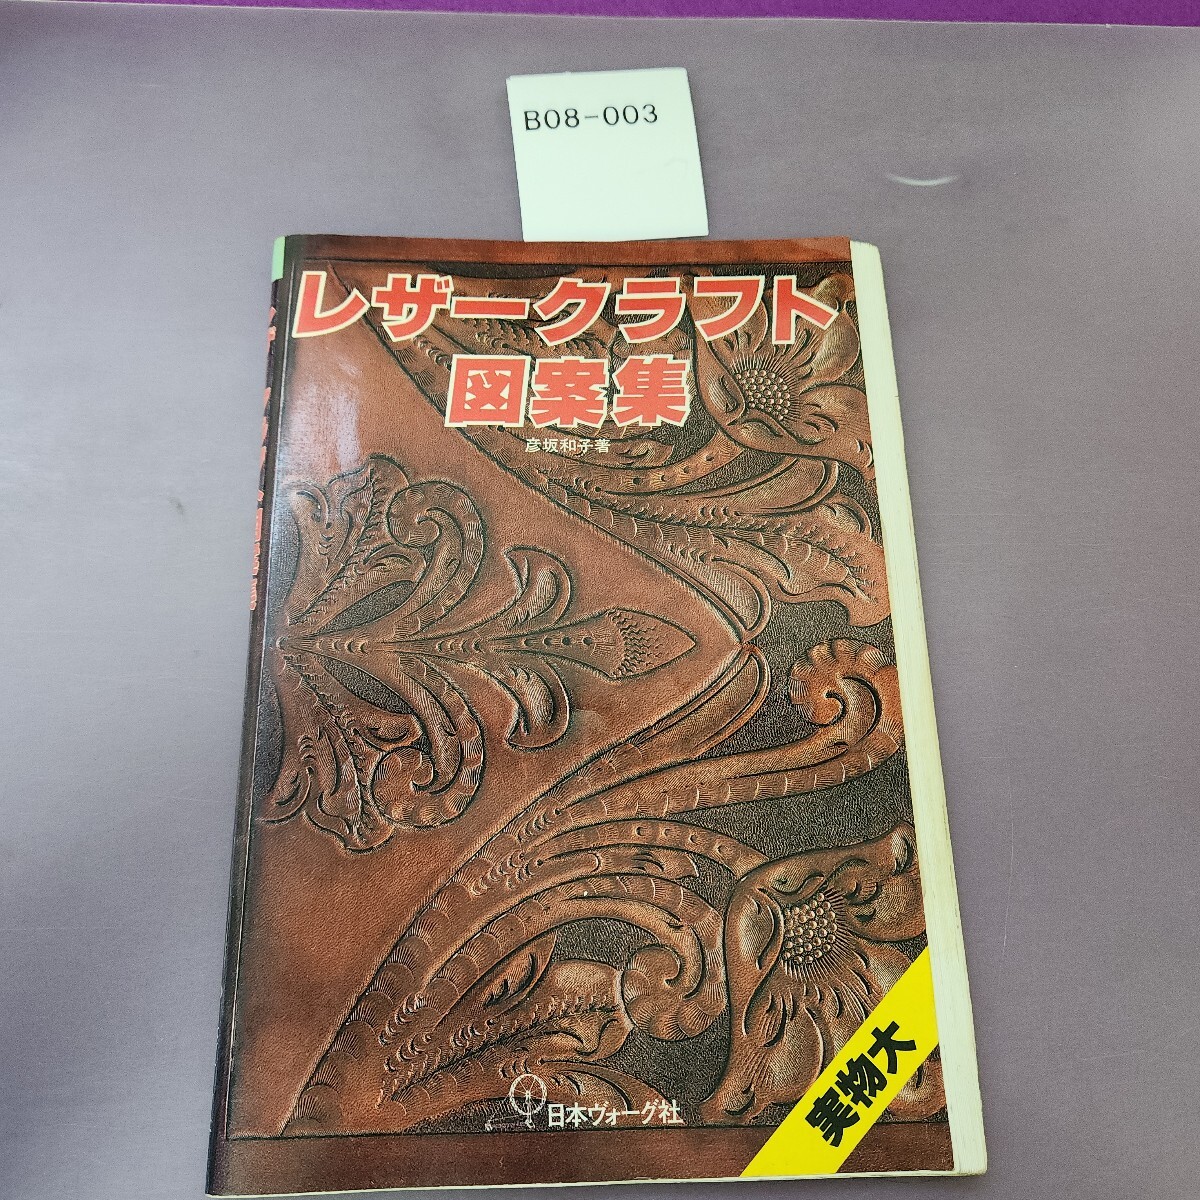 B08-003
レザークラフト
図案集
彦坂和子著
日本ヴォーグ社
実物大